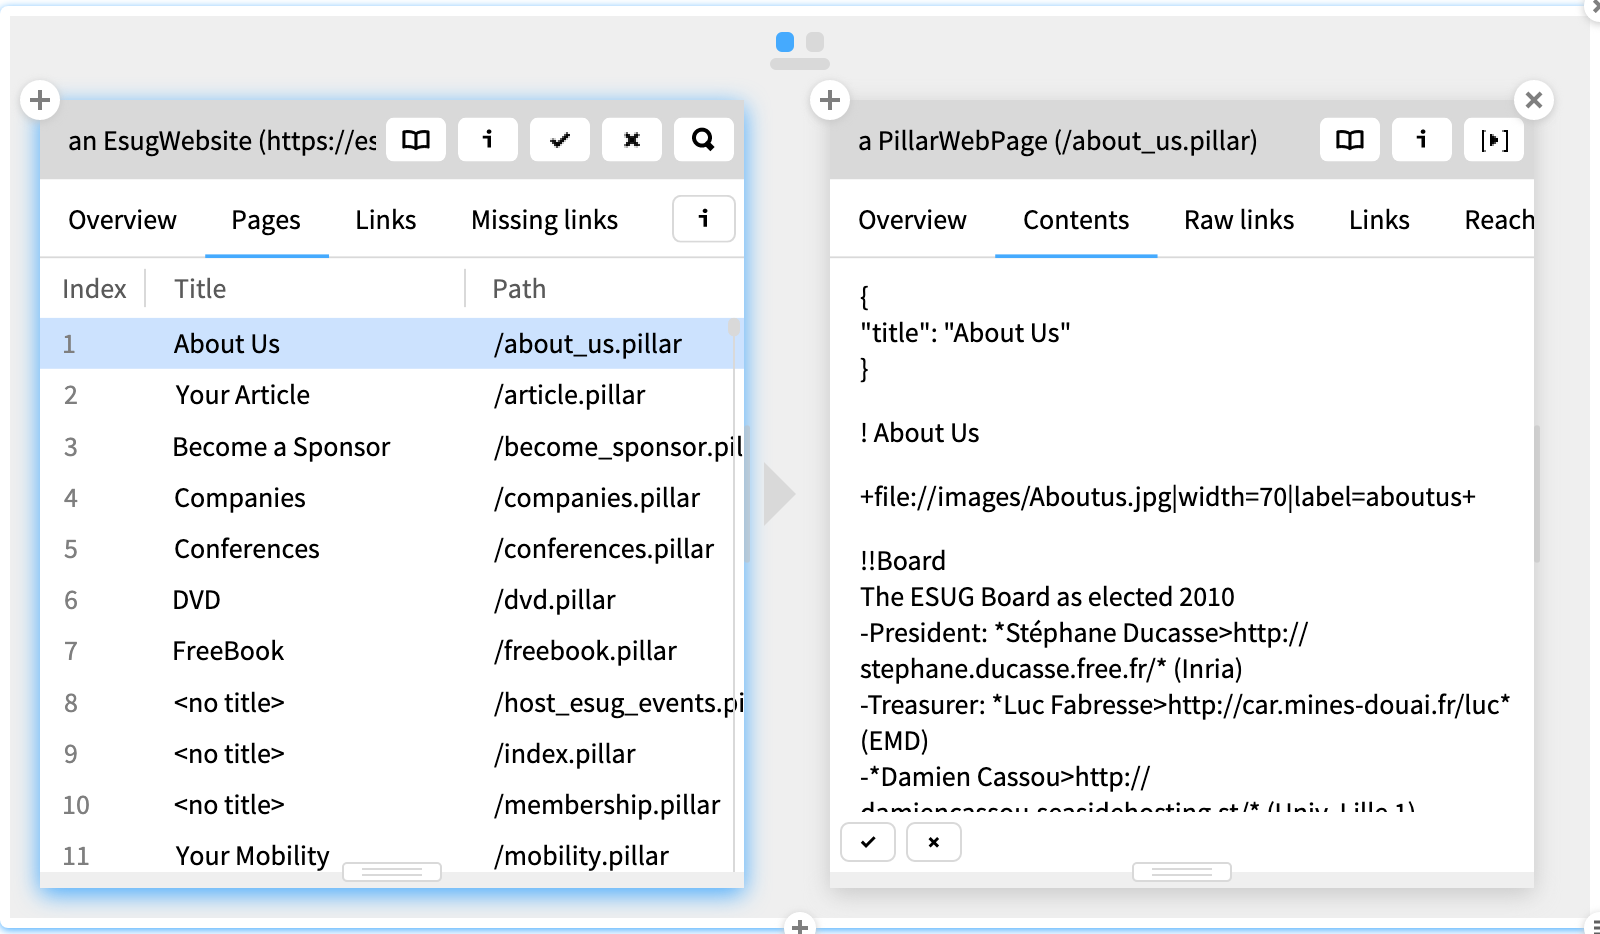 an EsugWebsite (https://es
Overview Pages Links Missing links
Index Title Path
1 About Us /about_us.pillar
2 Your Article /article.pillar
3 Become a Sponsor /become_sponsor.pil
4 Companies /companies.pillar
5 Conferences /conferences.pillar
6 DVD /dvd.pillar
7 FreeBook /freebook.pillar
8 <no title> /host_esug_events.pi
9 <no title> /index.pillar
10 <no title> /membership.pillar
11 Your Mobility /mobility.pillar
a PillarWebPage (/about_us.pillar)
Overview Contents Raw links Links Reach
{
"title": "About Us"
}
! About Us
+file://images/Aboutus.jpg|width=70|label=aboutus+
!!Board
The ESUG Board as elected 2010
-President: *Stéphane Ducasse>http://
stephane.ducasse.free.fr/* (Inria)
-Treasurer: *Luc Fabresse>http://car.mines-douai.fr/luc*
(EMD)
-*Damien Cassou>http://
damiencassou.seasidehosting.st/* (Univ. Lille 1)